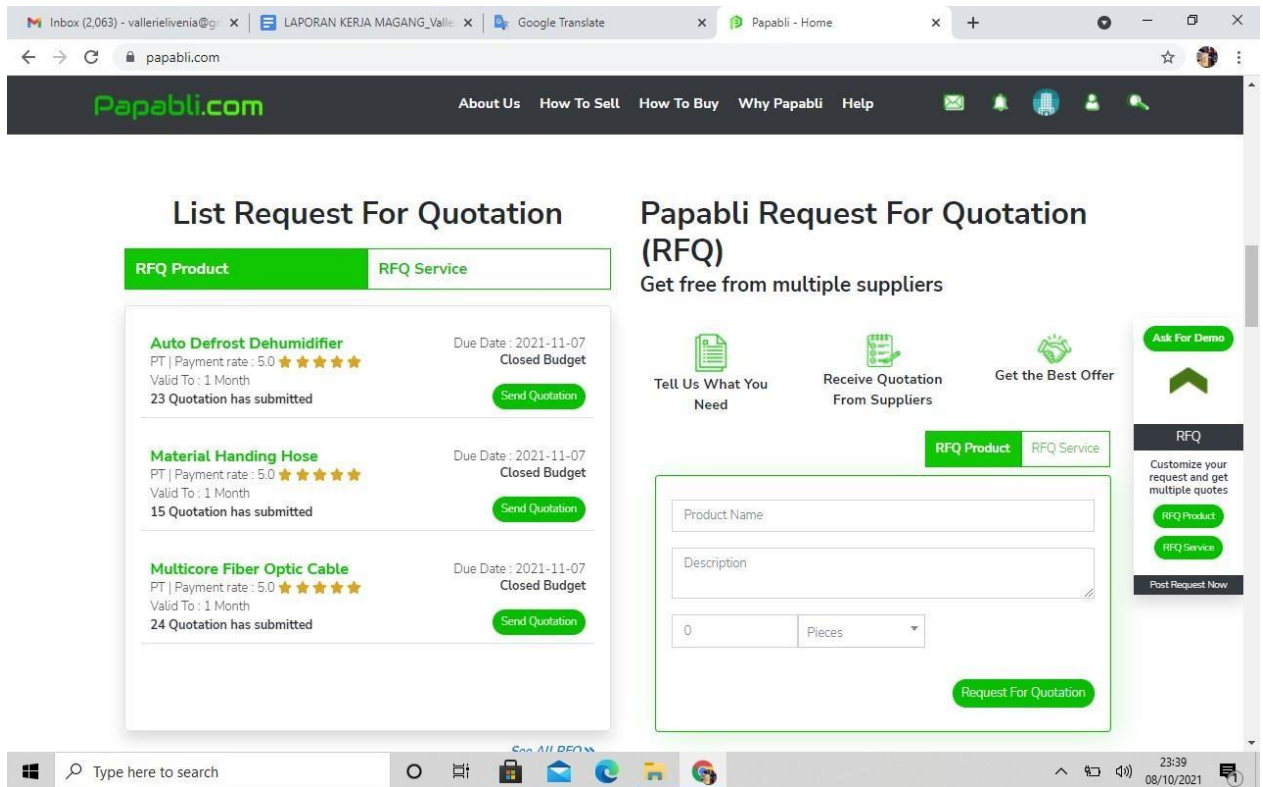 Inbox (2,063) - vallerielivenia@gr
LAPORAN KERJA MAGANG_Valle
Google Translate
Papabli - Home
papabli.com
Papabli.com
About Us How To Sell How To Buy Why Papabli Help
List Request For Quotation
RFQ Product RFQ Service
Auto Defrost Dehumidifier
Due Date : 2021-11-07
PT | Payment rate : 5.0
Closed Budget
Valid To : 1 Month
23 Quotation has submitted
Send Quotation
Material Handing Hose
Due Date : 2021-11-07
PT | Payment rate : 5.0
Closed Budget
Valid To : 1 Month
15 Quotation has submitted
Send Quotation
Multicore Fiber Optic Cable
Due Date : 2021-11-07
PT | Payment rate : 5.0
Closed Budget
Valid To : 1 Month
24 Quotation has submitted
Send Quotation
See All RFQ »
Papabli Request For Quotation
(RFQ)
Get free from multiple suppliers
Tell Us What You
Need
Receive Quotation
From Suppliers
Get the Best Offer
RFQ Product RFQ Service
Product Name
Description
0 Pieces
Request For Quotation
Ask For Demo
RFQ
Customize your
request and get
multiple quotes
RFQ Product
RFQ Service
Post Request Now
Type here to search
23:39
08/10/2021
1